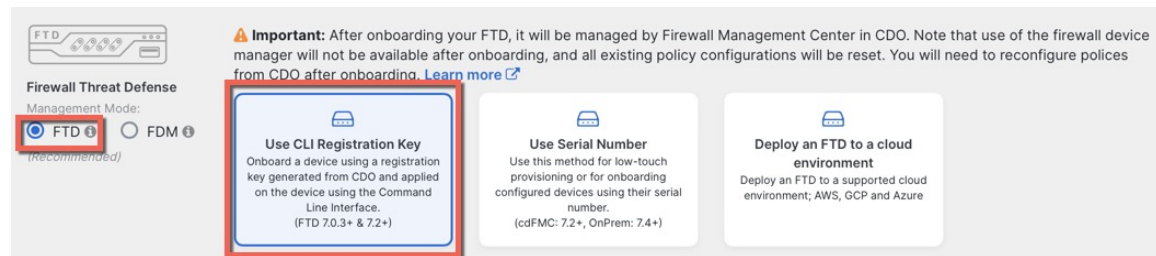 FTD
Firewall Threat Defense
Management Mode:
FTD FDM
(Recommended)
Important: After onboarding your FTD, it will be managed by Firewall Management Center in CDO. Note that use of the firewall device
manager will not be available after onboarding, and all existing policy configurations will be reset. You will need to reconfigure polices
from CDO after onboarding. Learn more
Use CLI Registration Key
Onboard a device using a registration
key generated from CDO and applied
on the device using the Command
Line Interface.
(FTD 7.0.3+ & 7.2+)
Use Serial Number
Use this method for low-touch
provisioning or for onboarding
configured devices using their serial
number.
(cdFMC: 7.2+, OnPrem: 7.4+)
Deploy an FTD to a cloud
environment
Deploy an FTD to a supported cloud
environment; AWS, GCP and Azure